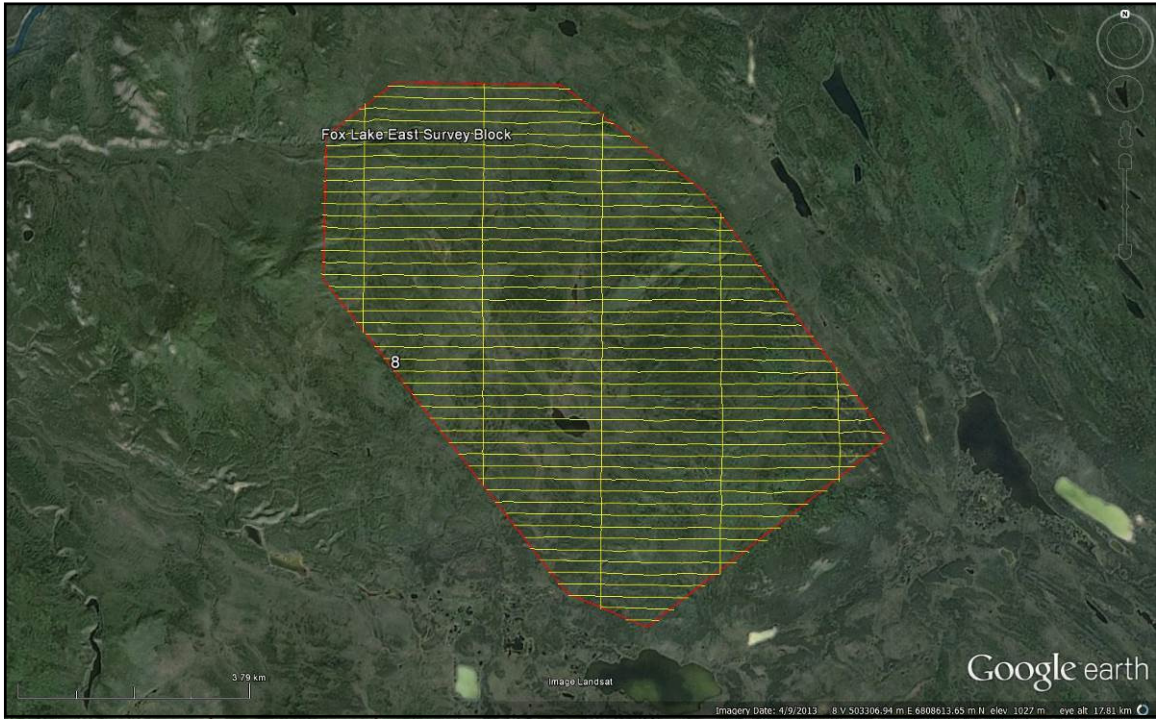 N
Fox Lake East Survey Block
8
3.79 km
Image Landsat
Google earth
Imagery Date: 4/9/2013 8 V 503306.94 m E 6808613.65 m N elev 1027 m eye alt 17.81 km